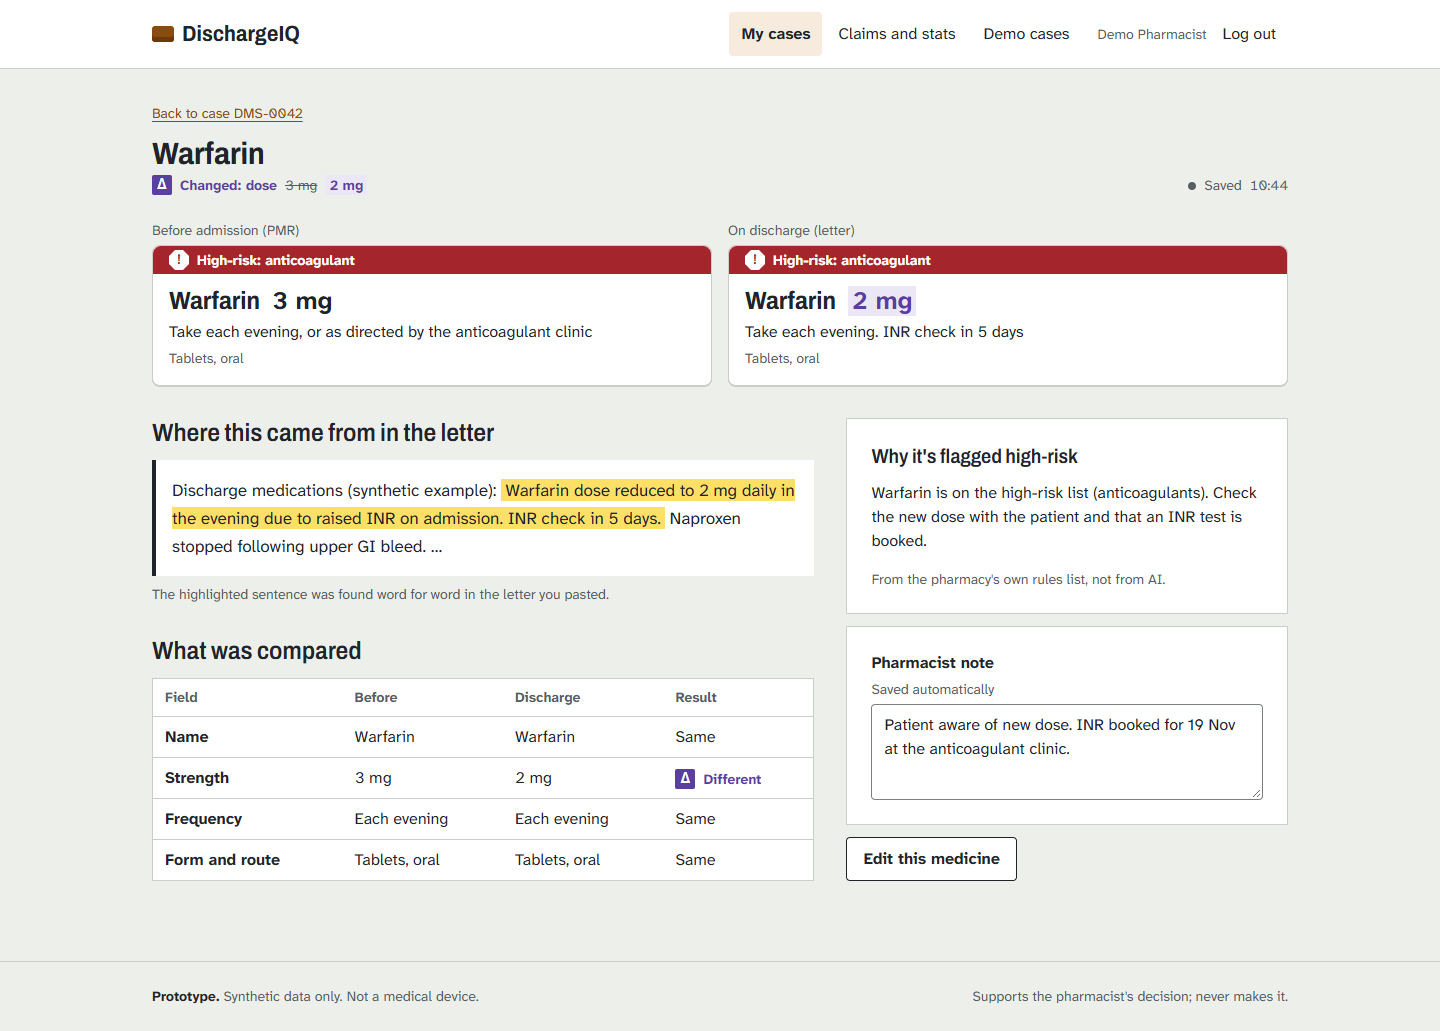 DischargeIQ
My cases
Claims and stats
Demo cases
Demo Pharmacist
Log out
Back to case DMS-0042
Warfarin
Δ Changed: dose 3 mg 2 mg
Saved 10:44
Before admission (PMR)
! High-risk: anticoagulant
Warfarin 3 mg
Take each evening, or as directed by the anticoagulant clinic
Tablets, oral
On discharge (letter)
! High-risk: anticoagulant
Warfarin 2 mg
Take each evening. INR check in 5 days
Tablets, oral
Where this came from in the letter
Discharge medications (synthetic example): Warfarin dose reduced to 2 mg daily in
the evening due to raised INR on admission. INR check in 5 days. Naproxen
stopped following upper GI bleed. ...
The highlighted sentence was found word for word in the letter you pasted.
What was compared
Field Before Discharge Result
Name Warfarin Warfarin Same
Strength 3 mg 2 mg Δ Different
Frequency Each evening Each evening Same
Form and route Tablets, oral Tablets, oral Same
Why it's flagged high-risk
Warfarin is on the high-risk list (anticoagulants). Check
the new dose with the patient and that an INR test is
booked.
From the pharmacy's own rules list, not from AI.
Pharmacist note
Saved automatically
Patient aware of new dose. INR booked for 19 Nov
at the anticoagulant clinic.
Edit this medicine
Prototype. Synthetic data only. Not a medical device.
Supports the pharmacist's decision; never makes it.